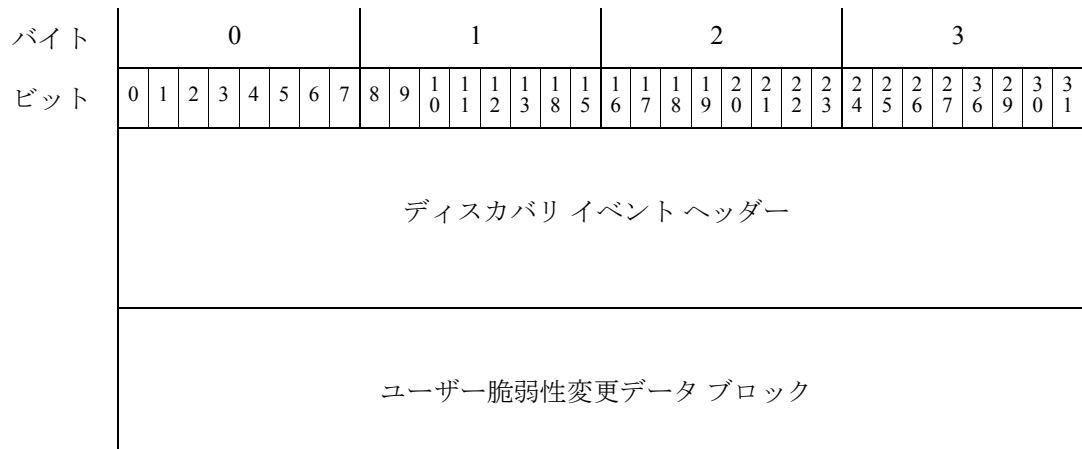 バイト 0 1 2 3
ビット 0 1 2 3 4 5 6 7 8 9 10 11 12 13 18 15 16 17 18 19 20 21 22 23 24 25 26 27 36 29 30 31
ディスカバリ イベント ヘッダー
ユーザー脆弱性変更データ ブロック